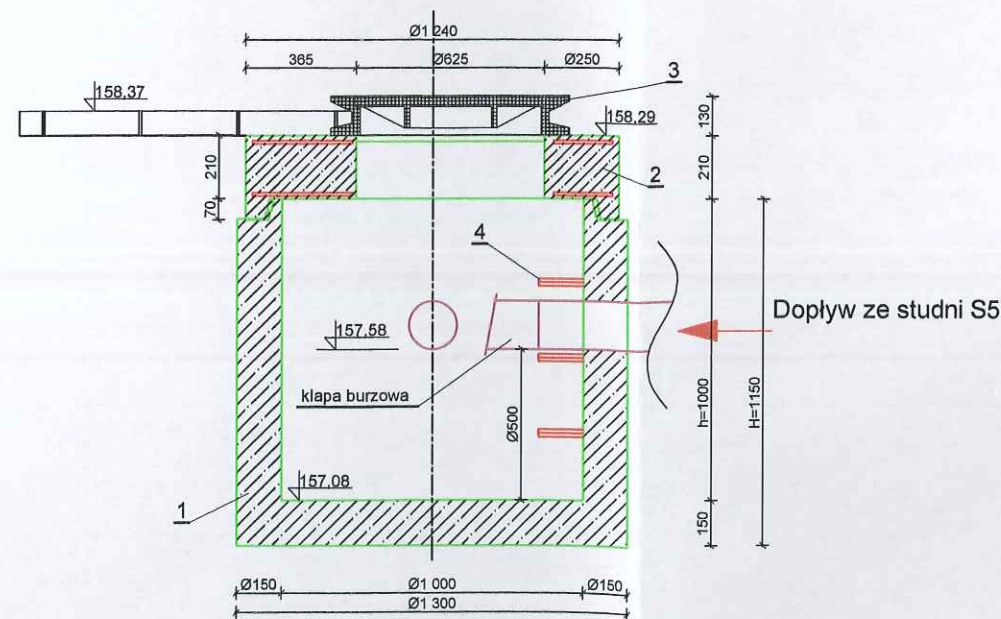 Ø1 240
365
Ø625
Ø250
3
158,37
158,29
130
210
2
210
70
4
Dopływ ze studni S5
157,58
klapa burzowa
Ø500
h=1000
H=1150
157,08
1
150
Ø150
Ø1 000
Ø150
Ø1 300